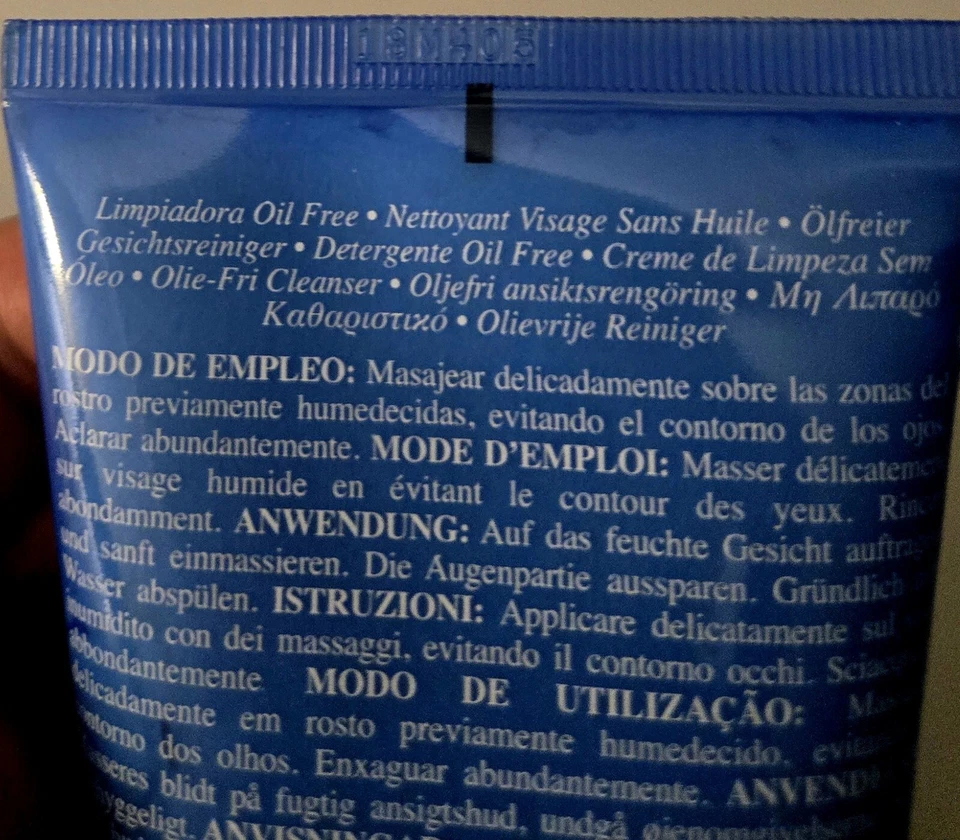 Limpiadora Oil Free • Nettoyant Visage Sans Huile • Ölfreier
Gesichtsreiniger • Detergente Oil Free • Creme de Limpeza Sem
Óleo • Olie-Fri Cleanser • Oljefri ansiktsrengöring • Μη Λιπαρό
Καθαριστικό • Olievrije Reiniger
MODO DE EMPLEO: Masajear delicadamente sobre las zonas del
rostro previamente humedecidas, evitando el contorno de los
Aclarar abundantemente. MODE D'EMPLOI: Masser
sur visage humide en évitant le contour des yeux.
abondamment. ANWENDUNG: Auf das feuchte Gesicht
und sanft einmassieren. Die Augenpartie aussparen. Gründlich
Wasser abspülen. ISTRUZIONI: Applicare delicatamente sul
inumidito con dei massaggi, evitando il contorno occhi.
abbondantemente. MODO DE UTILIZAÇÃO:
delicadamente em rosto previamente humedecido,
contorno dos olhos. Enxaguar abundantemente.
blidt på fugtig ansigtshud, undgå